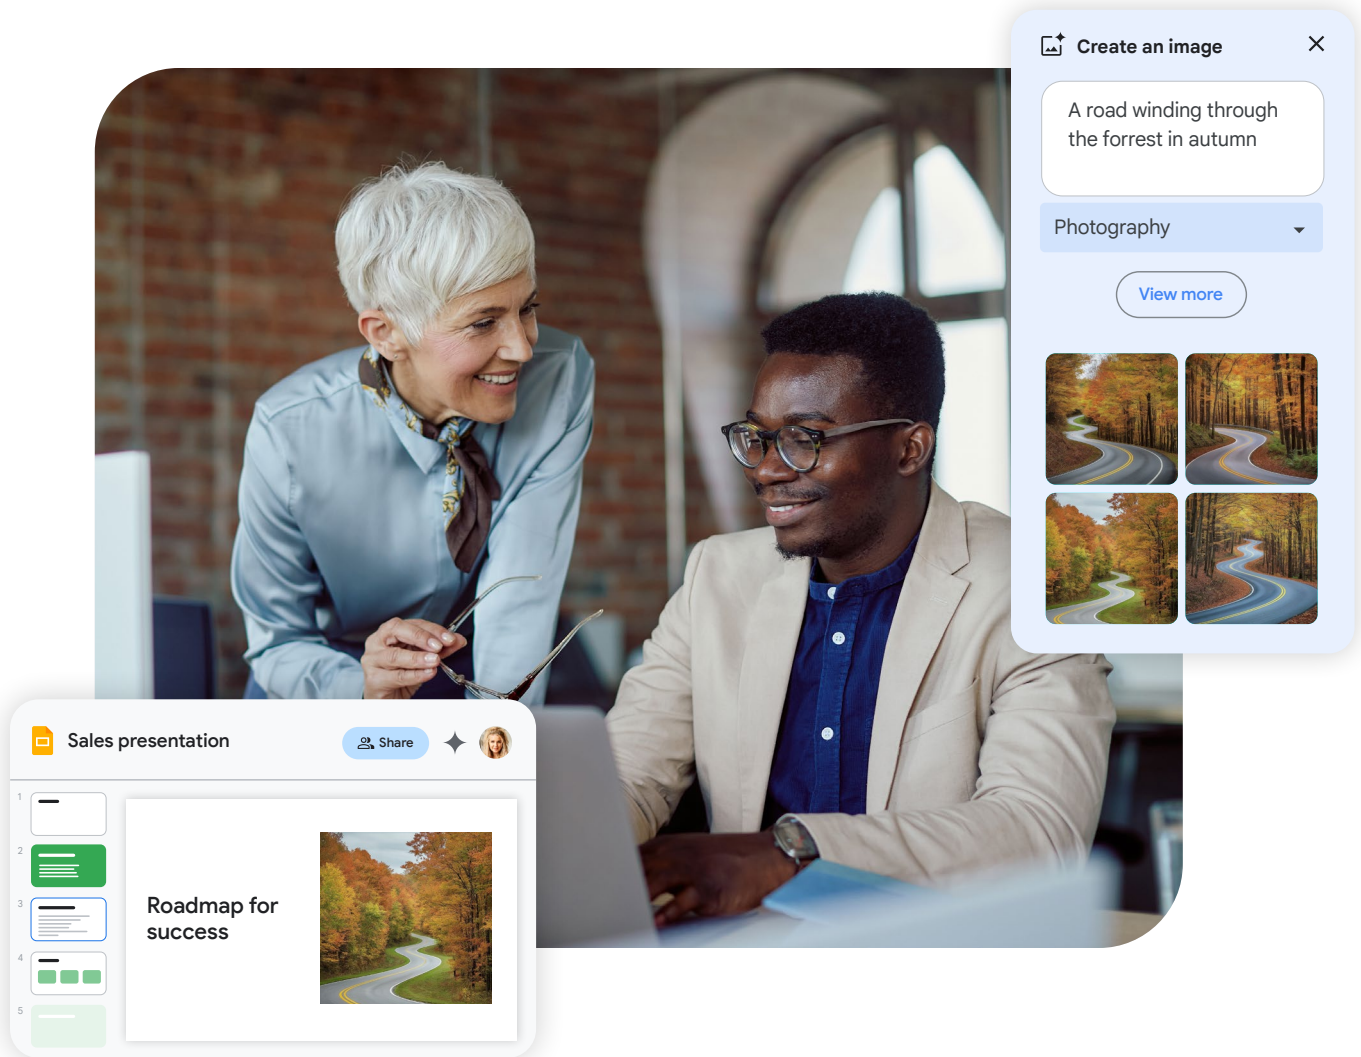 Create an image
A road winding through
the forrest in autumn
Photography
View more
Sales presentation
Share
1
2
3
4
5
Roadmap for
success